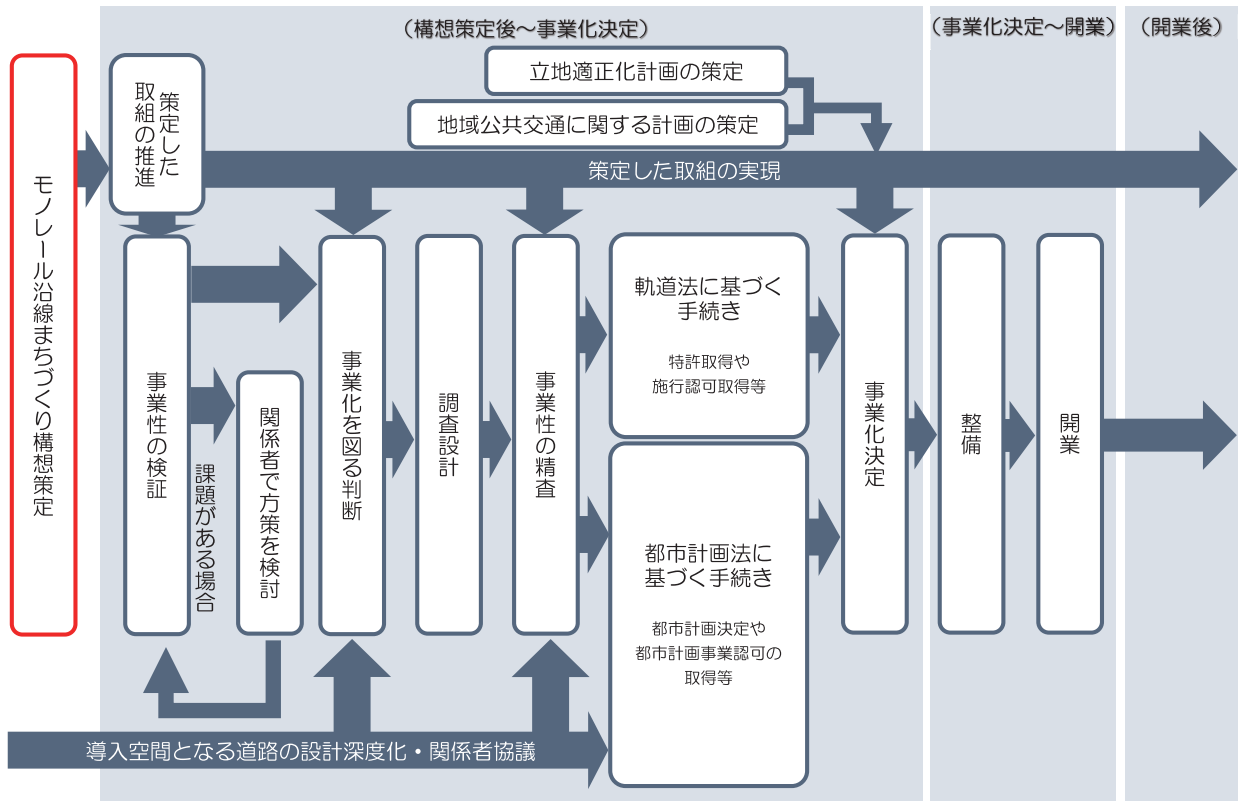 （構想策定後～事業化決定）
（事業化決定～開業）
（開業後）
立地適正化計画の策定
地域公共交通に関する計画の策定
策定した
取組の推進
策定した取組の実現
モノレール沿線まちづくり構想策定
事業性の検証
課題がある場合
関係者で方策を検討
事業化を図る判断
調査設計
事業性の精査
軌道法に基づく
手続き
特許取得や
施行認可取得等
都市計画法に
基づく手続き
都市計画決定や
都市計画事業認可の
取得等
事業化決定
整備
開業
導入空間となる道路の設計深度化・関係者協議